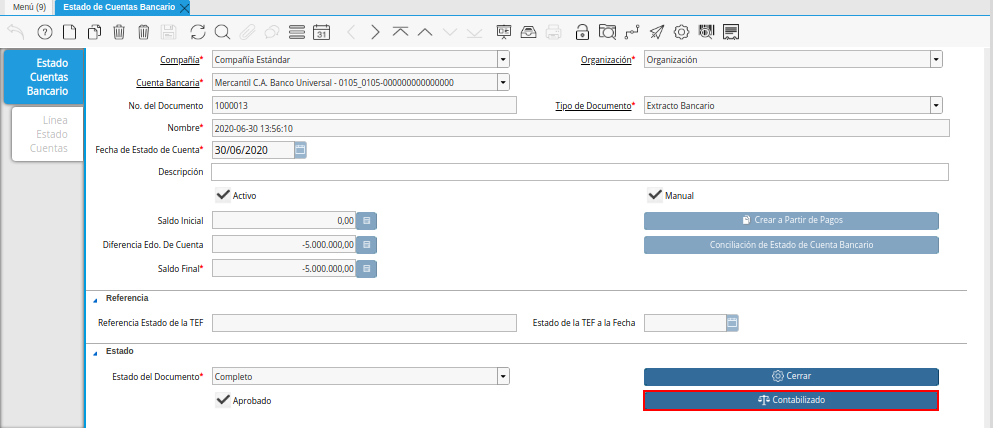 Menú (9) Estado de Cuentas Bancario
31
Estado
Cuentas
Bancario
Línea
Estado
Cuentas
Compañía* Compañía Estándar Organización* Organización
Cuenta Bancaria* Mercantil C.A. Banco Universal - 0105_0105-000000000000000
No. del Documento 1000013 Tipo de Documento* Extracto Bancario
Nombre* 2020-06-30 13:56:10
Fecha de Estado de Cuenta* 30/06/2020
Descripción
Activo Manual
Saldo Inicial 0,00 Crear a Partir de Pagos
Diferencia Edo. De Cuenta -5.000.000,00 Conciliación de Estado de Cuenta Bancario
Saldo Final* -5.000.000,00
Referencia
Referencia Estado de la TEF Estado de la TEF a la Fecha
Estado
Estado del Documento* Completo Cerrar
Aprobado Contabilizado